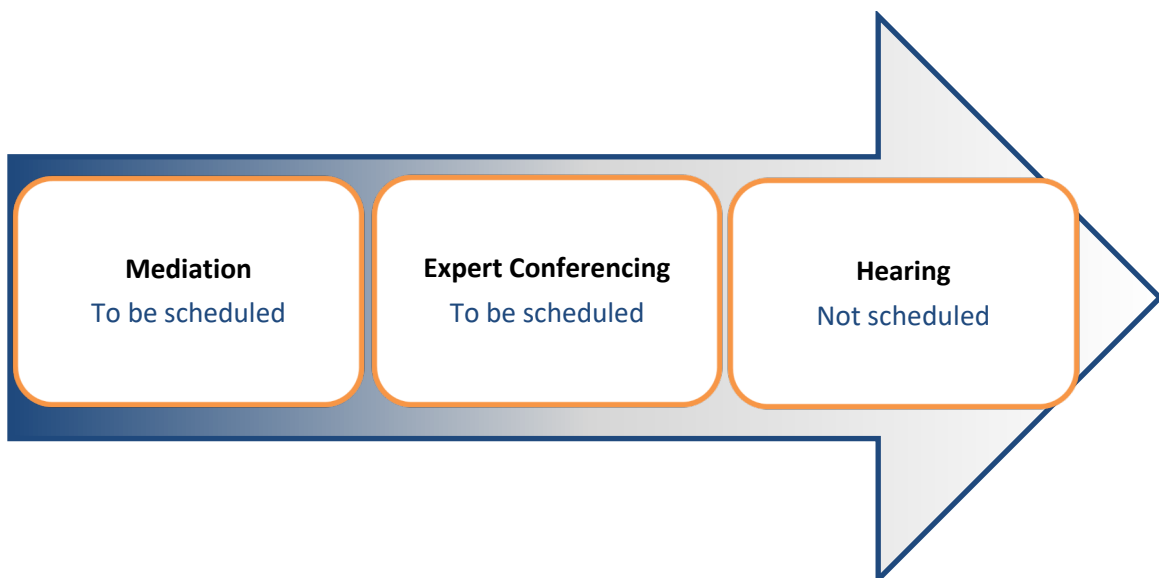 Mediation
To be scheduled
Expert Conferencing
To be scheduled
Hearing
Not scheduled